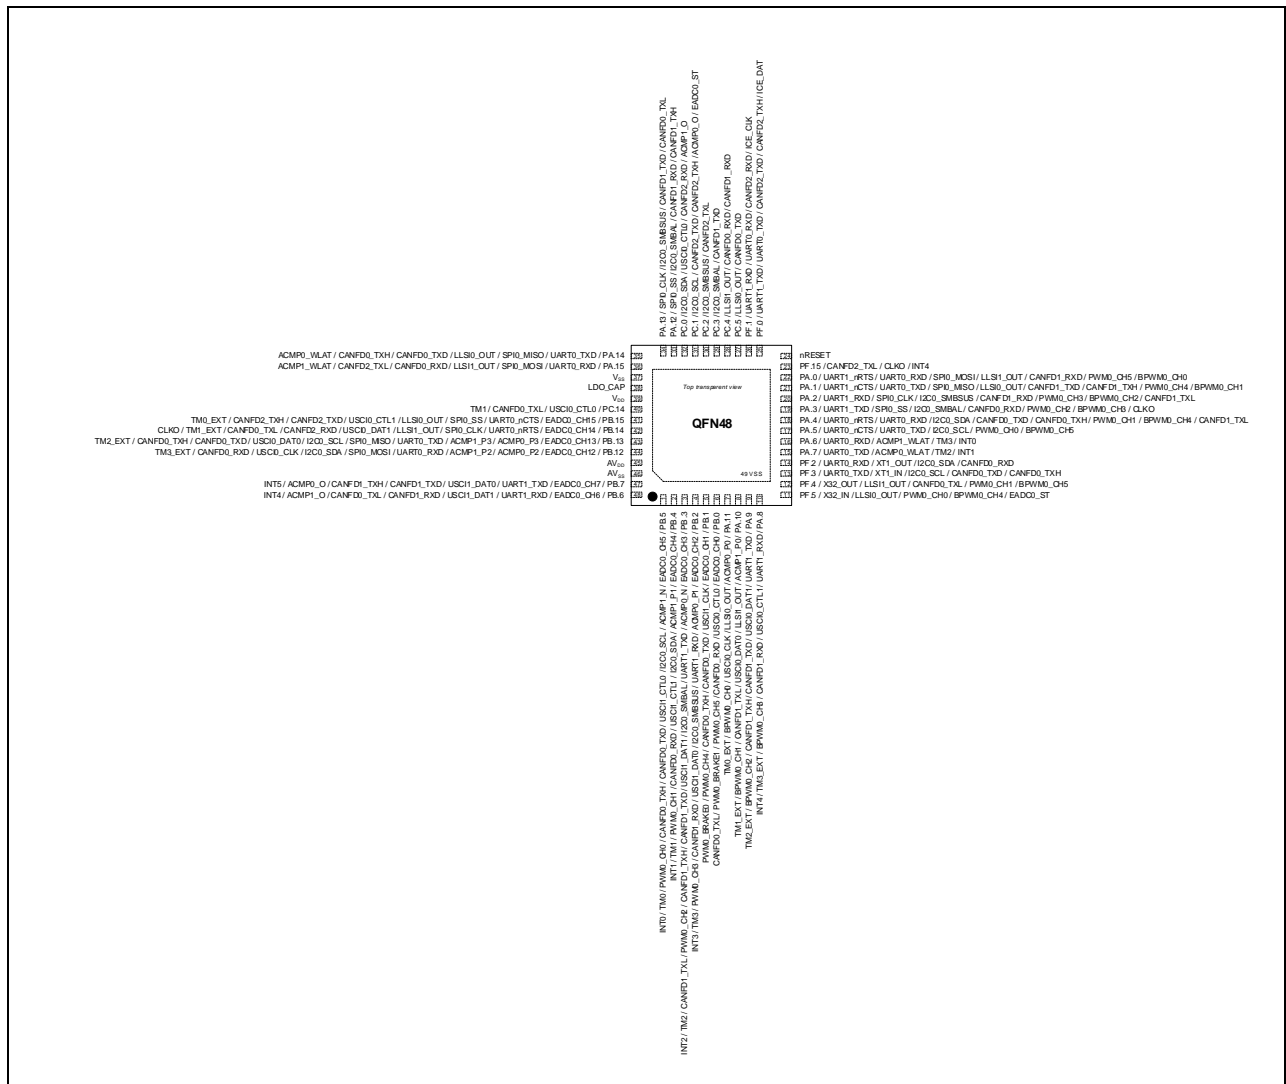 PA.13 / SPI0_CLK / I2C0_SMBSUS / CANFD1_TXD / CANFD0_TXL
PA.12 / SPI0_SS / I2C0_SMBAL / CANFD1_RXD / CANFD1_TXH
PC.0 / I2C0_SDA / USCI0_CTL0 / CANFD2_RXD / ACMP1_O
PC.1 / I2C0_SCL / CANFD2_TXD / CANFD2_TXH / ACMP0_O / EADC0_ST
PC.2 / I2C0_SMBSUS / CANFD2_TXL
PC.3 / I2C0_SMBAL / CANFD1_TXD
PC.4 / LLSI1_OUT / CANFD0_RXD / CANFD1_RXD
PC.5 / LLSI0_OUT / CANFD0_TXD
PF.1 / UART1_RXD / UART0_RXD / CANFD2_RXD / ICE_CLK
PF.0 / UART1_TXD / UART0_TXD / CANFD2_TXD / CANFD2_TXH / ICE_DAT
36
35
34
33
32
31
30
29
28
27
26
25
ACMP0_WLAT / CANFD0_TXH / CANFD0_TXD / LLSI0_OUT / SPI0_MISO / UART0_TXD / PA.14
ACMP1_WLAT / CANFD2_TXL / CANFD0_RXD / LLSI1_OUT / SPI0_MOSI / UART0_RXD / PA.15
VSS
LDO_CAP
VDD
TM1 / CANFD0_TXL / USCI0_CTL0 / PC.14
TM0_EXT / CANFD2_TXH / CANFD2_TXD / USCI0_CTL1 / LLSI0_OUT / SPI0_SS / UART0_nCTS / EADC0_CH15 / PB.15
CLKO / TM1_EXT / CANFD0_TXL / CANFD2_RXD / USCI0_DAT1 / LLSI1_OUT / SPI0_CLK / UART0_nRTS / EADC0_CH14 / PB.14
TM2_EXT / CANFD0_TXH / CANFD0_TXD / USCI0_DAT0 / I2C0_SCL / SPI0_MISO / UART0_TXD / ACMP1_P3 / ACMP0_P3 / EADC0_CH13 / PB.13
TM3_EXT / CANFD0_RXD / USCI0_CLK / I2C0_SDA / SPI0_MOSI / UART0_RXD / ACMP1_P2 / ACMP0_P2 / EADC0_CH12 / PB.12
AVDD
AVSS
INT5 / ACMP0_O / CANFD1_TXH / CANFD1_TXD / USCI1_DAT0 / UART1_TXD / EADC0_CH7 / PB.7
INT4 / ACMP1_O / CANFD0_TXL / CANFD1_RXD / USCI1_DAT1 / UART1_RXD / EADC0_CH6 / PB.6
Top transparent view
QFN48
49 VSS
nRESET
PF.15 / CANFD2_TXL / CLKO / INT4
PA.0 / UART1_nRTS / UART0_RXD / SPI0_MOSI / LLSI1_OUT / CANFD1_RXD / PWM0_CH5 / BPWM0_CH0
PA.1 / UART1_nCTS / UART0_TXD / SPI0_MISO / LLSI0_OUT / CANFD1_TXD / CANFD1_TXH / PWM0_CH4 / BPWM0_CH1
PA.2 / UART1_RXD / SPI0_CLK / I2C0_SMBSUS / CANFD1_RXD / PWM0_CH3 / BPWM0_CH2 / CANFD1_TXL
PA.3 / UART1_TXD / SPI0_SS / I2C0_SMBAL / CANFD0_RXD / PWM0_CH2 / BPWM0_CH3 / CLKO
PA.4 / UART0_nRTS / UART0_RXD / I2C0_SDA / CANFD0_TXD / CANFD0_TXH / PWM0_CH1 / BPWM0_CH4 / CANFD1_TXL
PA.5 / UART0_nCTS / UART0_TXD / I2C0_SCL / PWM0_CH0 / BPWM0_CH5
PA.6 / UART0_RXD / ACMP1_WLAT / TM3 / INT0
PA.7 / UART0_TXD / ACMP0_WLAT / TM2 / INT1
PF.2 / UART0_RXD / XT1_OUT / I2C0_SDA / CANFD0_RXD
PF.3 / UART0_TXD / XT1_IN / I2C0_SCL / CANFD0_TXD / CANFD0_TXH
PF.4 / X32_OUT / LLSI1_OUT / CANFD0_TXL / PWM0_CH1 / BPWM0_CH5
PF.5 / X32_IN / LLSI0_OUT / PWM0_CH0 / BPWM0_CH4 / EADC0_ST
INT0 / TM0 / PWM0_CH0 / CANFD0_TXH / CANFD0_TXD / USCI1_CTL0 / I2C0_SCL / ACMP1_N / EADC0_CH5 / PB.5
INT1 / TM1 / PWM0_CH1 / CANFD0_RXD / USCI1_CTL1 / I2C0_SDA / ACMP1_P1 / EADC0_CH4 / PB.4
INT2 / TM2 / CANFD1_TXL / PWM0_CH2 / CANFD1_TXH / CANFD1_TXD / USCI1_DAT1 / I2C0_SMBAL / UART1_TXD / ACMP0_N / EADC0_CH3 / PB.3
INT3 / TM3 / PWM0_CH3 / CANFD1_RXD / USCI1_DAT0 / I2C0_SMBSUS / UART1_RXD / ACMP0_P1 / EADC0_CH2 / PB.2
PWM0_BRAKE0 / PWM0_CH4 / CANFD0_TXH / CANFD0_TXD / USCI1_CLK / EADC0_CH1 / PB.1
CANFD0_TXL / PWM0_BRAKE1 / PWM0_CH5 / CANFD0_RXD / USCI0_CTL0 / EADC0_CH0 / PB.0
TM0_EXT / BPWM0_CH0 / USCI0_CLK / LLSI0_OUT / ACMP0_P0 / PA.11
TM1_EXT / BPWM0_CH1 / CANFD1_TXL / USCI0_DAT0 / LLSI1_OUT / ACMP1_P0 / PA.10
TM2_EXT / BPWM0_CH2 / CANFD1_TXH / CANFD1_TXD / USCI0_DAT1 / UART1_TXD / PA.9
INT4 / TM3_EXT / BPWM0_CH3 / CANFD1_RXD / USCI0_CTL1 / UART1_RXD / PA.8